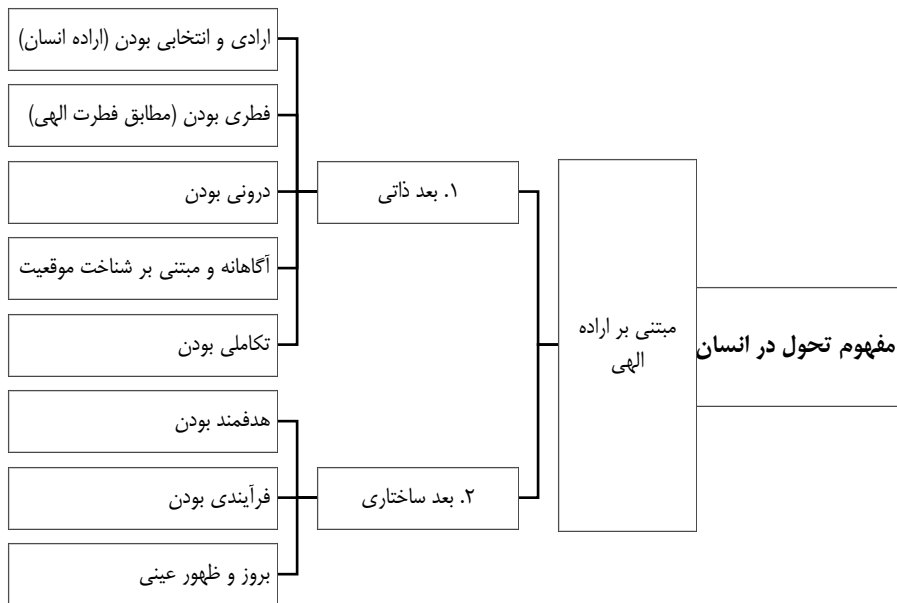 مفهوم تحول در انسان
مبتنی بر اراده
الهی
۱. بعد ذاتی
ارادی و انتخابی بودن (اراده انسان)
فطری بودن (مطابق فطرت الهی)
درونی بودن
آگاهانه و مبتنی بر شناخت موقعیت
تکاملی بودن
۲. بعد ساختاری
هدفمند بودن
فرآیندی بودن
بروز و ظهور عینی